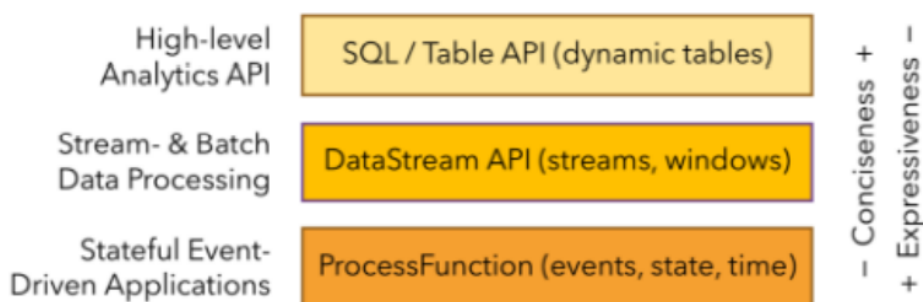 High-level
Analytics API
SQL / Table API (dynamic tables)
Stream- & Batch
Data Processing
DataStream API (streams, windows)
Stateful Event-
Driven Applications
ProcessFunction (events, state, time)
− Conciseness +
+ Expressiveness −